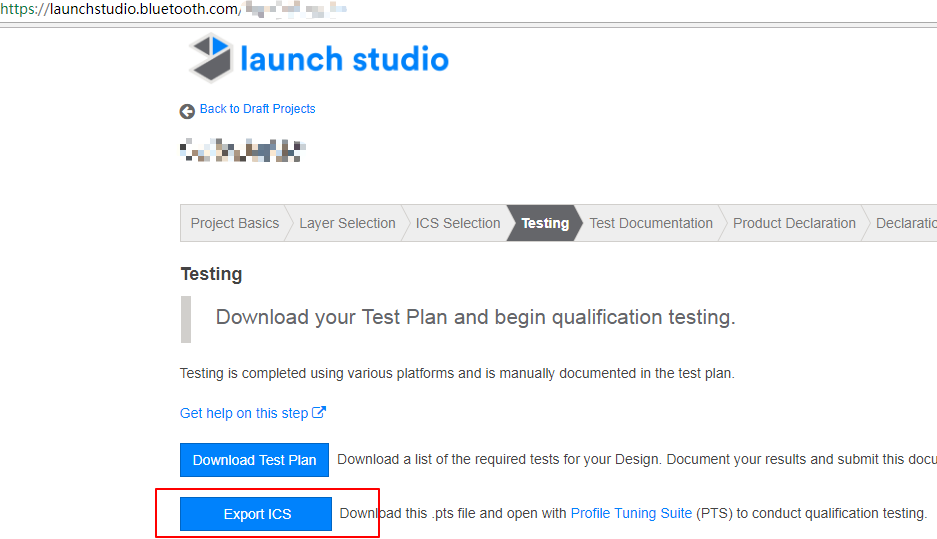 https://launchstudio.bluetooth.com/
launch studio
Back to Draft Projects
Project Basics
Layer Selection
ICS Selection
Testing
Test Documentation
Product Declaration
Declaratio
Testing
Download your Test Plan and begin qualification testing.
Testing is completed using various platforms and is manually documented in the test plan.
Get help on this step
Download Test Plan
Download a list of the required tests for your Design. Document your results and submit this docu
Export ICS
Download this .pts file and open with Profile Tuning Suite (PTS) to conduct qualification testing.